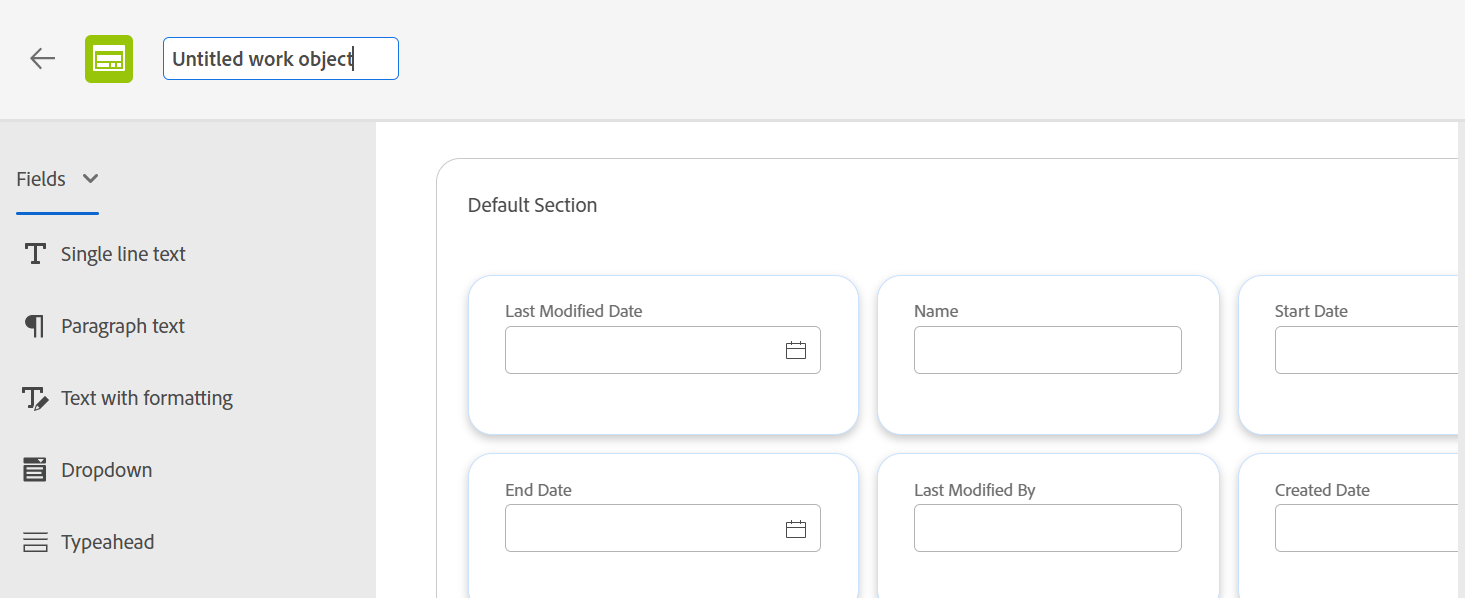 Untitled work object
Fields
Single line text
Paragraph text
Text with formatting
Dropdown
Typeahead
Default Section
Last Modified Date
Name
Start Date
End Date
Last Modified By
Created Date